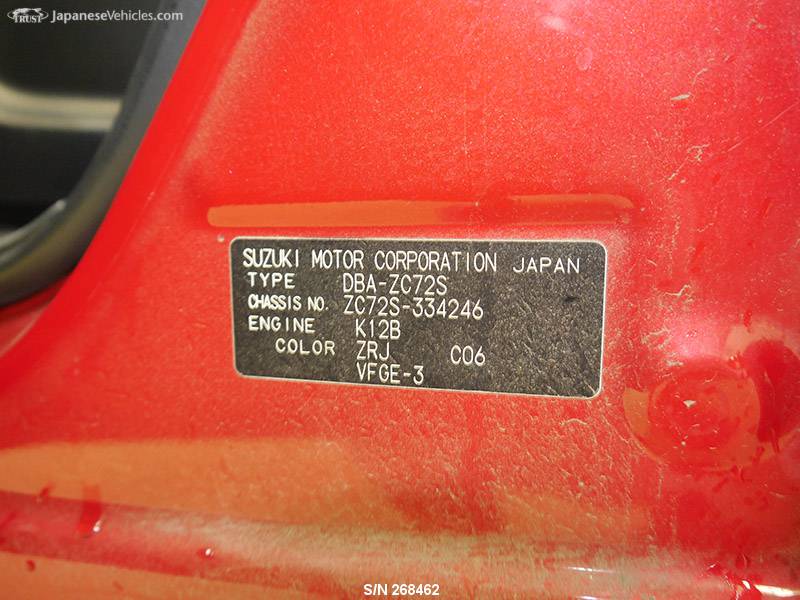 TRUST JapaneseVehicles.com
SUZUKI MOTOR CORPORATION JAPAN
TYPE DBA-ZC72S
CHASSIS NO. ZC72S-334246
ENGINE K12B
COLOR ZRJ C06
VFGE-3
S/N 268462